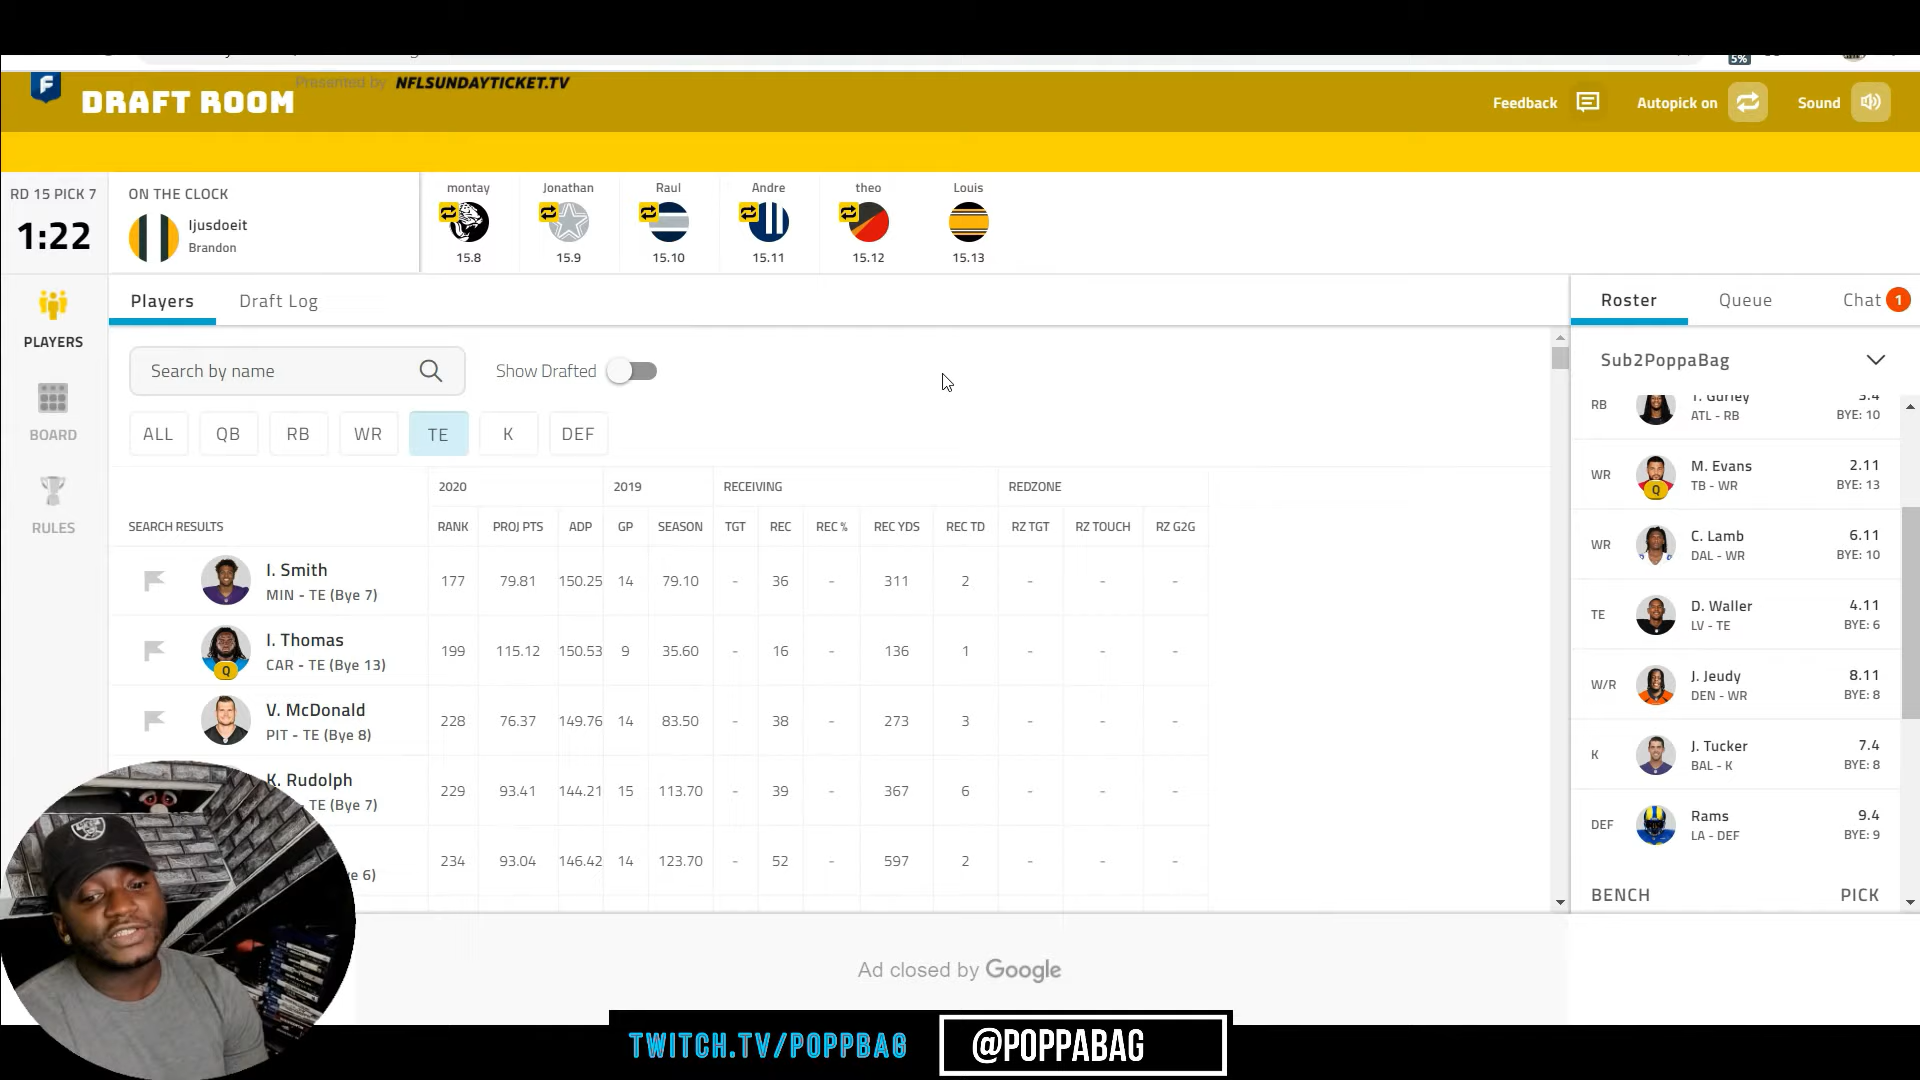 5%
DRAFT ROOM
Presented by NFLSUNDAYTICKET.TV
Feedback
Autopick on
Sound
RD 15 PICK 7
1:22
ON THE CLOCK
Ijusdoeit
Brandon
montay
15.8
Jonathan
15.9
Raul
15.10
Andre
15.11
theo
15.12
Louis
15.13
PLAYERS
BOARD
RULES
Players
Draft Log
Search by name
Show Drafted
ALL QB RB WR TE K DEF
2020 2019 RECEIVING REDZONE
SEARCH RESULTS RANK PROJ PTS ADP GP SEASON TGT REC REC % REC YDS REC TD RZ TGT RZ TOUCH RZ G2G
I. Smith
MIN - TE (Bye 7)
177 79.81 150.25 14 79.10 - 36 - 311 2 - - -
I. Thomas
CAR - TE (Bye 13)
Q
199 115.12 150.53 9 35.60 - 16 - 136 1 - - -
V. McDonald
PIT - TE (Bye 8)
228 76.37 149.76 14 83.50 - 38 - 273 3 - - -
K. Rudolph
TE (Bye 7)
229 93.41 144.21 15 113.70 - 39 - 367 6 - - -
e 6)
234 93.04 146.42 14 123.70 - 52 - 597 2 - - -
Roster
Queue
Chat 1
Sub2PoppaBag
RB
T. Gurley
ATL - RB
3.4
BYE: 10
WR
Q
M. Evans
TB - WR
2.11
BYE: 13
WR
C. Lamb
DAL - WR
6.11
BYE: 10
TE
D. Waller
LV - TE
4.11
BYE: 6
W/R
J. Jeudy
DEN - WR
8.11
BYE: 8
K
J. Tucker
BAL - K
7.4
BYE: 8
DEF
Rams
LA - DEF
9.4
BYE: 9
BENCH PICK
Ad closed by Google
TWITCH.TV/POPPBAG
@POPPABAG